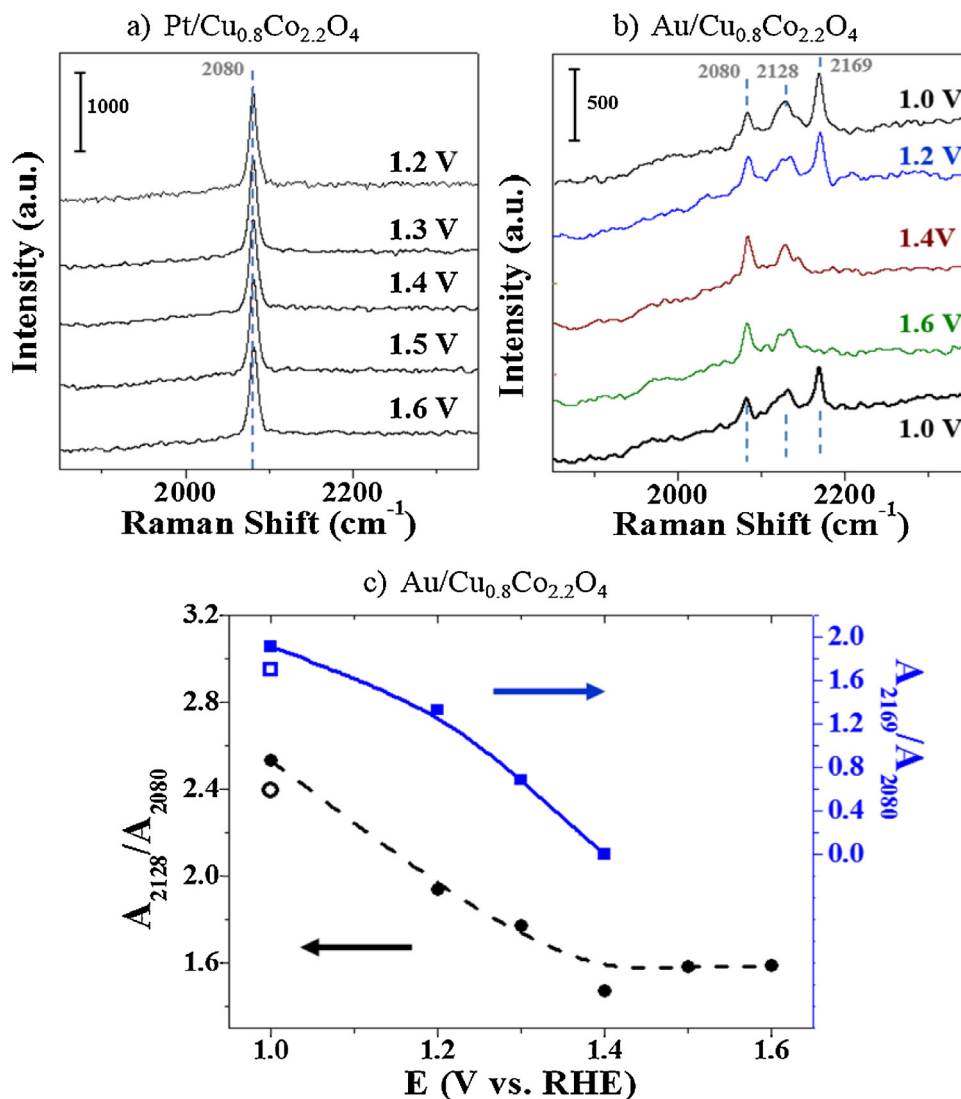 a) Pt/Cu₀.₈Co₂.₂O₄
2080
1000
1.2 V
1.3 V
1.4 V
1.5 V
1.6 V
2000 2200
Raman Shift (cm⁻¹)
Intensity (a.u.)
b) Au/Cu₀.₈Co₂.₂O₄
2080 2128 2169
500
1.0 V
1.2 V
1.4V
1.6 V
1.0 V
2000 2200
Raman Shift (cm⁻¹)
Intensity (a.u.)
c) Au/Cu₀.₈Co₂.₂O₄
3.2
2.8
2.4
2.0
1.6
A₂₁₂₈/A₂₀₈₀
2.0
1.6
1.2
0.8
0.4
0.0
A₂₁₆₉/A₂₀₈₀
1.0 1.2 1.4 1.6
E (V vs. RHE)